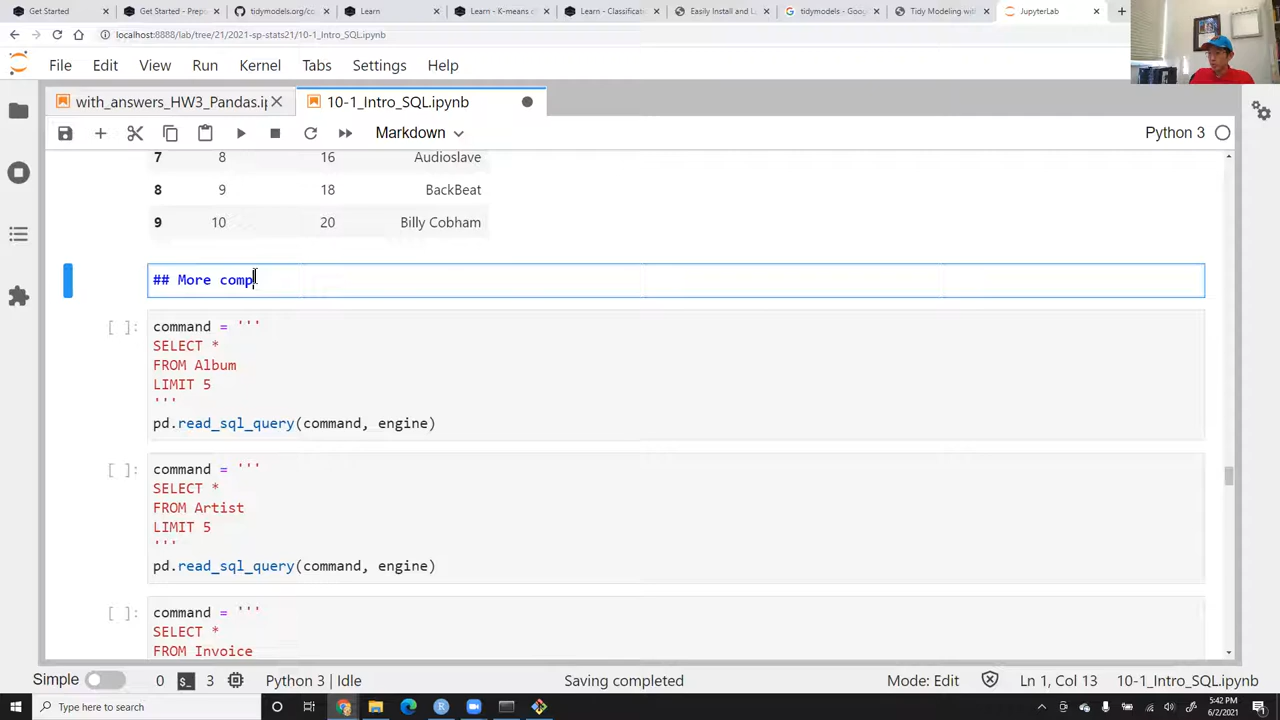 Get Started
Get Started - Prepo
tidymodels.org/co
Learn
Learn - K-means c
Learn - Classificat
Easily Install and L
tidymodels - Goog
Tidy Modeling with
JupyterLab
localhost:8888/lab/tree/21/2021-sp-stats21/10-1_Intro_SQL.ipynb
File Edit View Run Kernel Tabs Settings Help
with_answers_HW3_Pandas.i
10-1_Intro_SQL.ipynb
Markdown
Python 3
7 8 16 Audioslave
8 9 18 BackBeat
9 10 20 Billy Cobham
## More comp
[ ]: command = '''
SELECT *
FROM Album
LIMIT 5
'''
pd.read_sql_query(command, engine)
[ ]: command = '''
SELECT *
FROM Artist
LIMIT 5
'''
pd.read_sql_query(command, engine)
[ ]: command = '''
SELECT *
FROM Invoice
Simple 0 3 Python 3 | Idle Saving completed Mode: Edit Ln 1, Col 13 10-1_Intro_SQL.ipynb
Type here to search
5:42 PM
6/2/2021